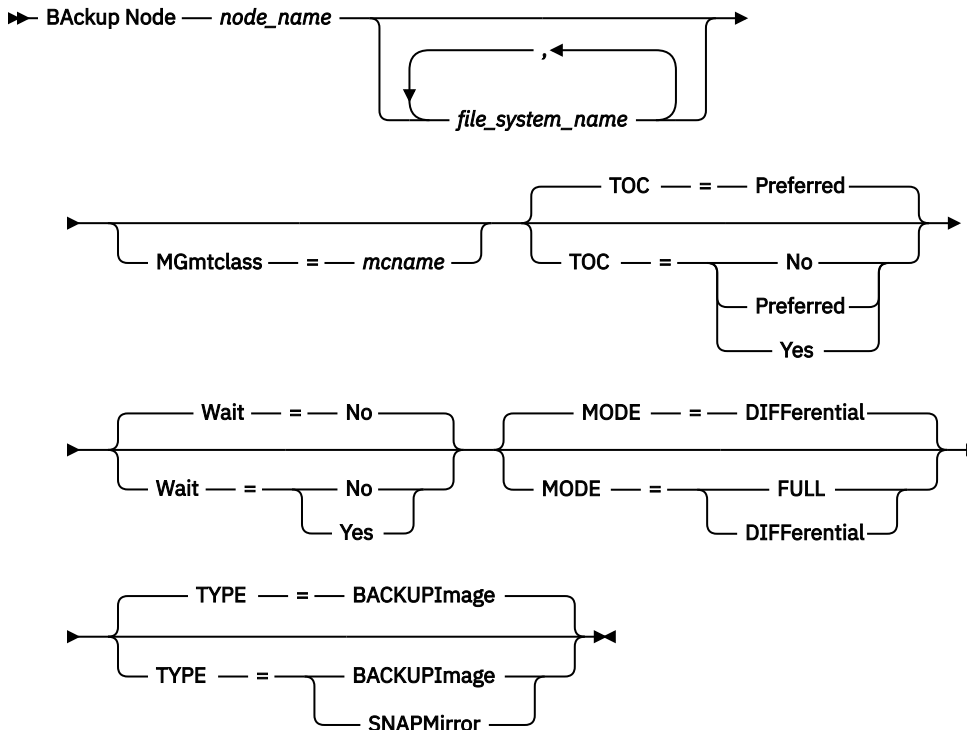 BAckup Node node_name
,
file_system_name
TOC = Preferred
MGmtclass = mcname TOC = No
Preferred
Yes
Wait = No MODE = DIFFerential
Wait = No MODE = FULL
Yes DIFFerential
TYPE = BACKUPImage
TYPE = BACKUPImage
SNAPMirror